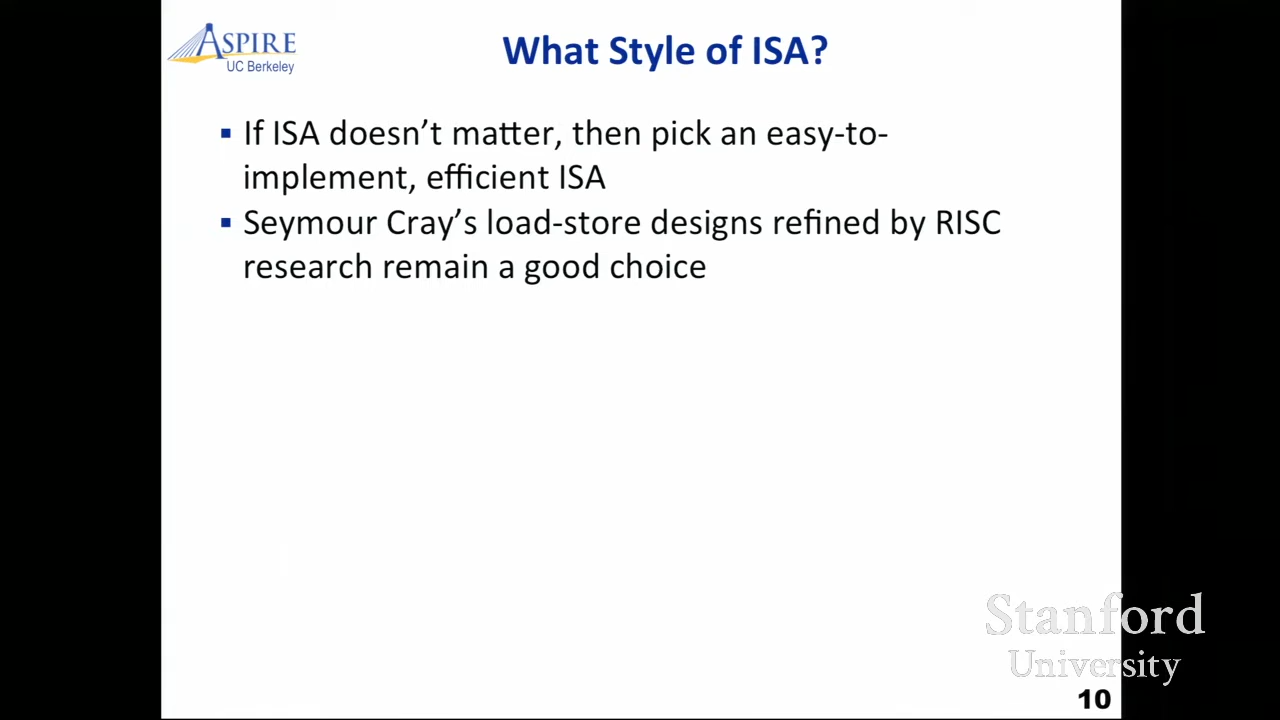 ASPIRE
UC Berkeley
What Style of ISA?
▪ If ISA doesn’t matter, then pick an easy-to-
implement, efficient ISA
▪ Seymour Cray’s load-store designs refined by RISC
research remain a good choice
Stanford
University
10